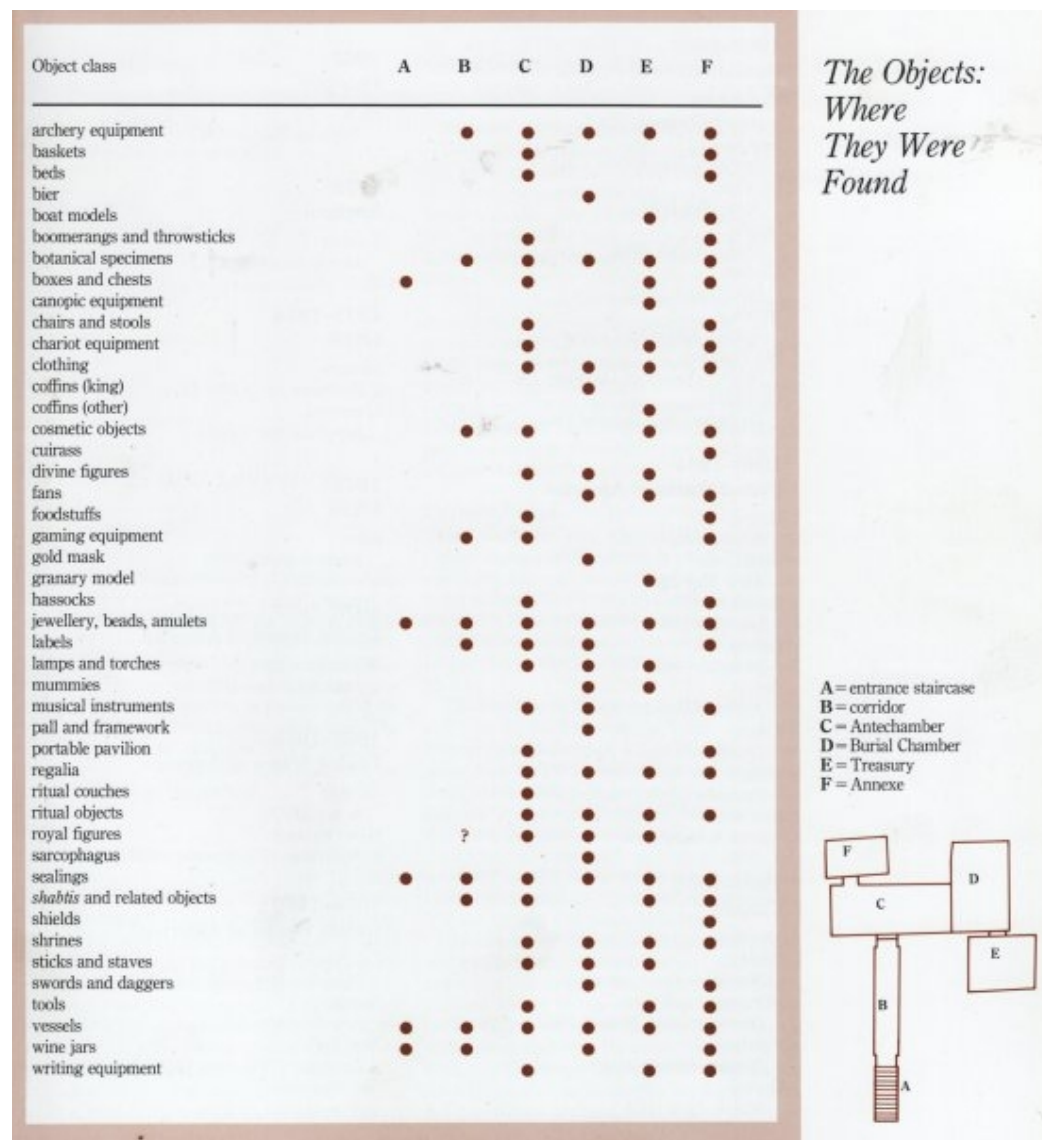 Object class A B C D E F
archery equipment ● ● ● ● ●
baskets ● ●
beds ● ●
bier ●
boat models ● ●
boomerangs and throwsticks ● ●
botanical specimens ● ● ● ● ●
boxes and chests ● ● ● ●
canopic equipment ●
chairs and stools ● ●
chariot equipment ● ● ●
clothing ● ● ● ●
coffins (king) ●
coffins (other) ●
cosmetic objects ● ● ● ●
cuirass ●
divine figures ● ● ●
fans ● ● ●
foodstuffs ● ●
gaming equipment ● ● ●
gold mask ●
granary model ●
hassocks ● ●
jewellery, beads, amulets ● ● ● ● ● ●
labels ● ● ● ●
lamps and torches ● ● ●
mummies ● ●
musical instruments ● ● ●
pall and framework ●
portable pavilion ● ●
regalia ● ● ● ●
ritual couches ●
ritual objects ● ● ● ●
royal figures ? ● ● ●
sarcophagus ●
sealings ● ● ● ● ● ●
shabtis and related objects ● ● ● ●
shields ●
shrines ● ● ● ●
sticks and staves ● ● ●
swords and daggers ● ●
tools ● ● ●
vessels ● ● ● ● ● ●
wine jars ● ● ● ●
writing equipment ● ● ●
The Objects:
Where
They Were
Found
A = entrance staircase
B = corridor
C = Antechamber
D = Burial Chamber
E = Treasury
F = Annexe
F
D
C
E
B
A